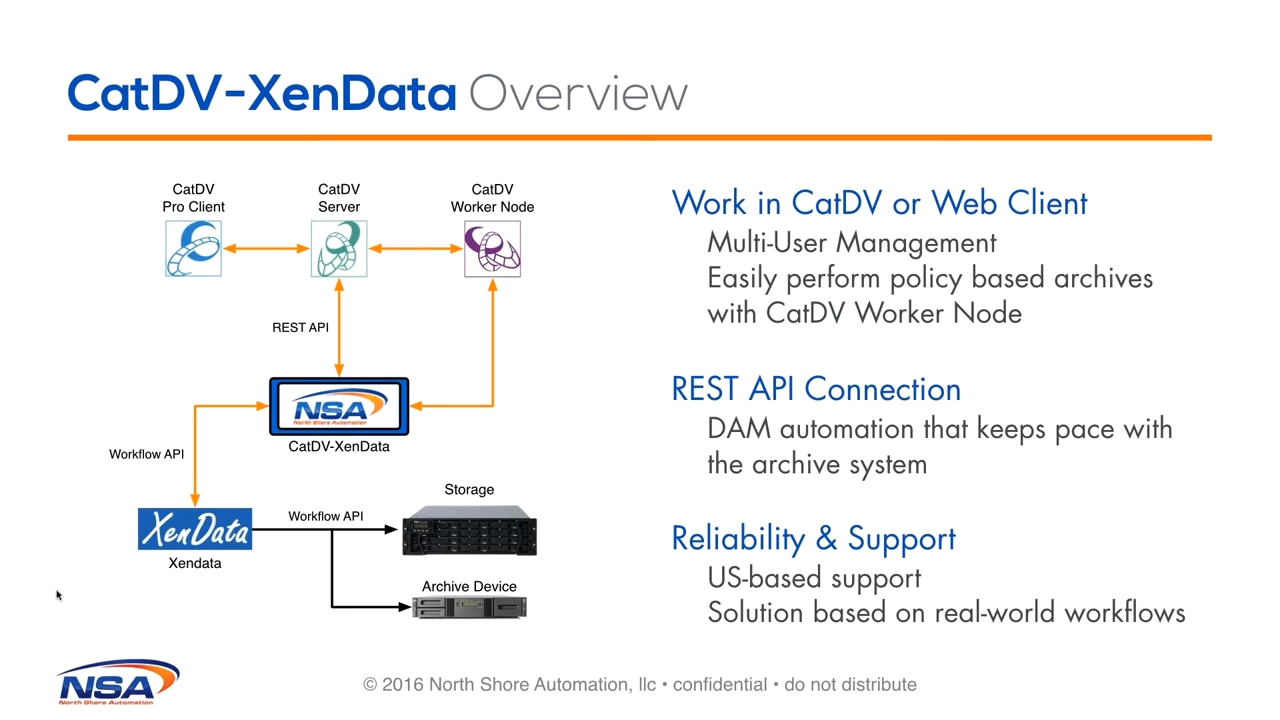 CatDV-XenData Overview
CatDV
Pro Client
CatDV
Server
CatDV
Worker Node
REST API
NSA
North Shore Automation
CatDV-XenData
Workflow API
XenData
Xendata
Workflow API
Storage
Archive Device
Work in CatDV or Web Client
Multi-User Management
Easily perform policy based archives
with CatDV Worker Node
REST API Connection
DAM automation that keeps pace with
the archive system
Reliability & Support
US-based support
Solution based on real-world workflows
NSA
North Shore Automation
© 2016 North Shore Automation, llc • confidential • do not distribute